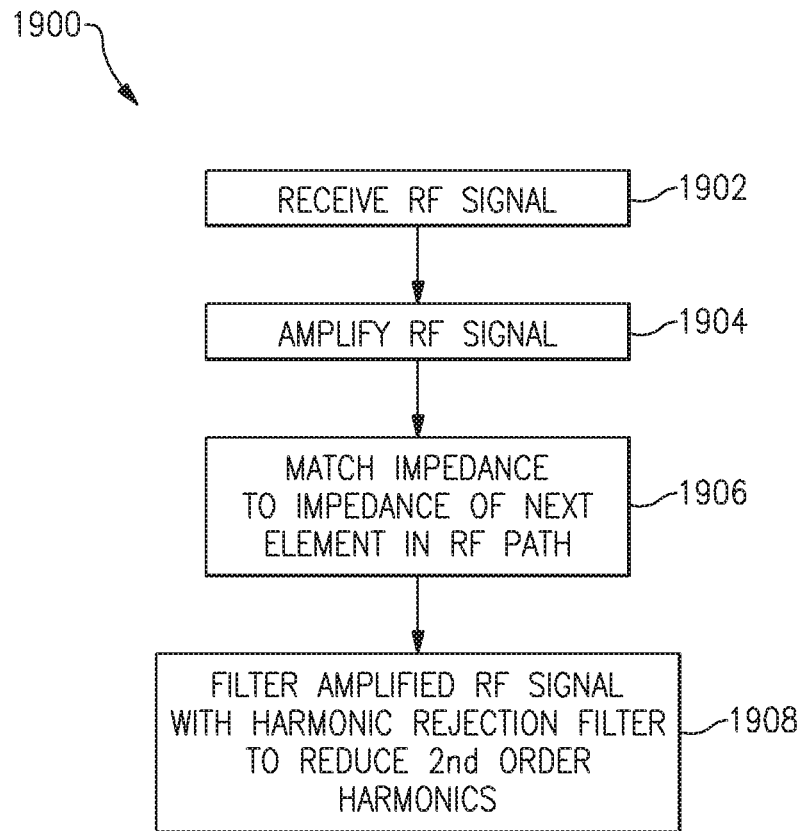 1900
RECEIVE RF SIGNAL
1902
AMPLIFY RF SIGNAL
1904
MATCH IMPEDANCE
TO IMPEDANCE OF NEXT
ELEMENT IN RF PATH
1906
FILTER AMPLIFIED RF SIGNAL
WITH HARMONIC REJECTION FILTER
TO REDUCE 2nd ORDER
HARMONICS
1908